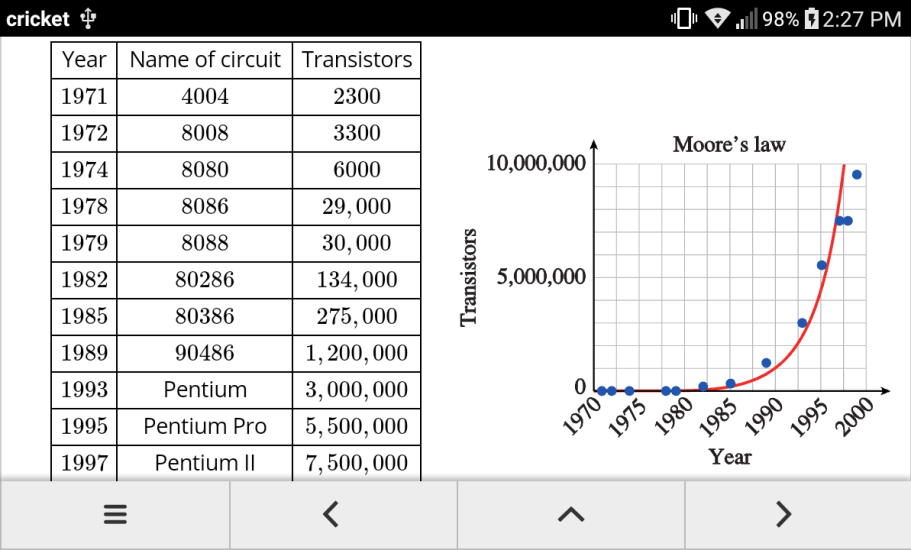 cricket 98% 2:27 PM
Year Name of circuit Transistors
1971 4004 2300
1972 8008 3300
1974 8080 6000
1978 8086 29,000
1979 8088 30,000
1982 80286 134,000
1985 80386 275,000
1989 90486 1,200,000
1993 Pentium 3,000,000
1995 Pentium Pro 5,500,000
1997 Pentium II 7,500,000
Moore's law
10,000,000
5,000,000
0
Transistors
1970 1975 1980 1985 1990 1995 2000
Year